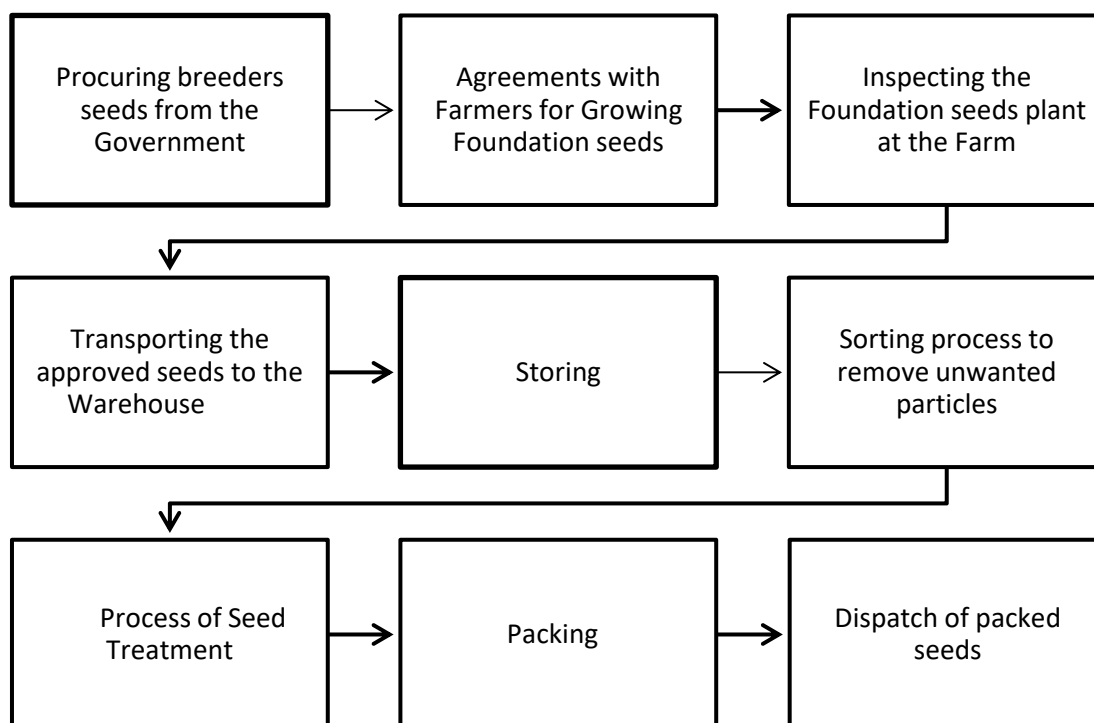 Procuring breeders
seeds from the
Government
Agreements with
Farmers for Growing
Foundation seeds
Inspecting the
Foundation seeds plant
at the Farm
Transporting the
approved seeds to the
Warehouse
Storing
Sorting process to
remove unwanted
particles
Process of Seed
Treatment
Packing
Dispatch of packed
seeds